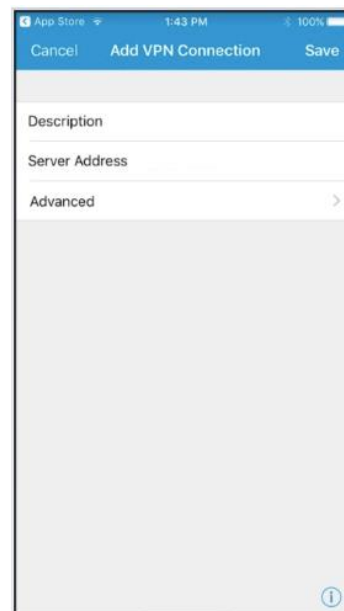 App Store 1:43 PM 100%
Cancel Add VPN Connection Save
Description
Server Address
Advanced